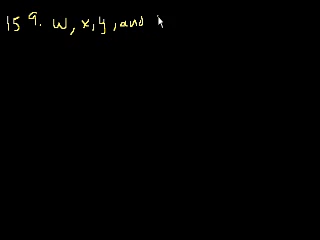 159. w, x, y, and